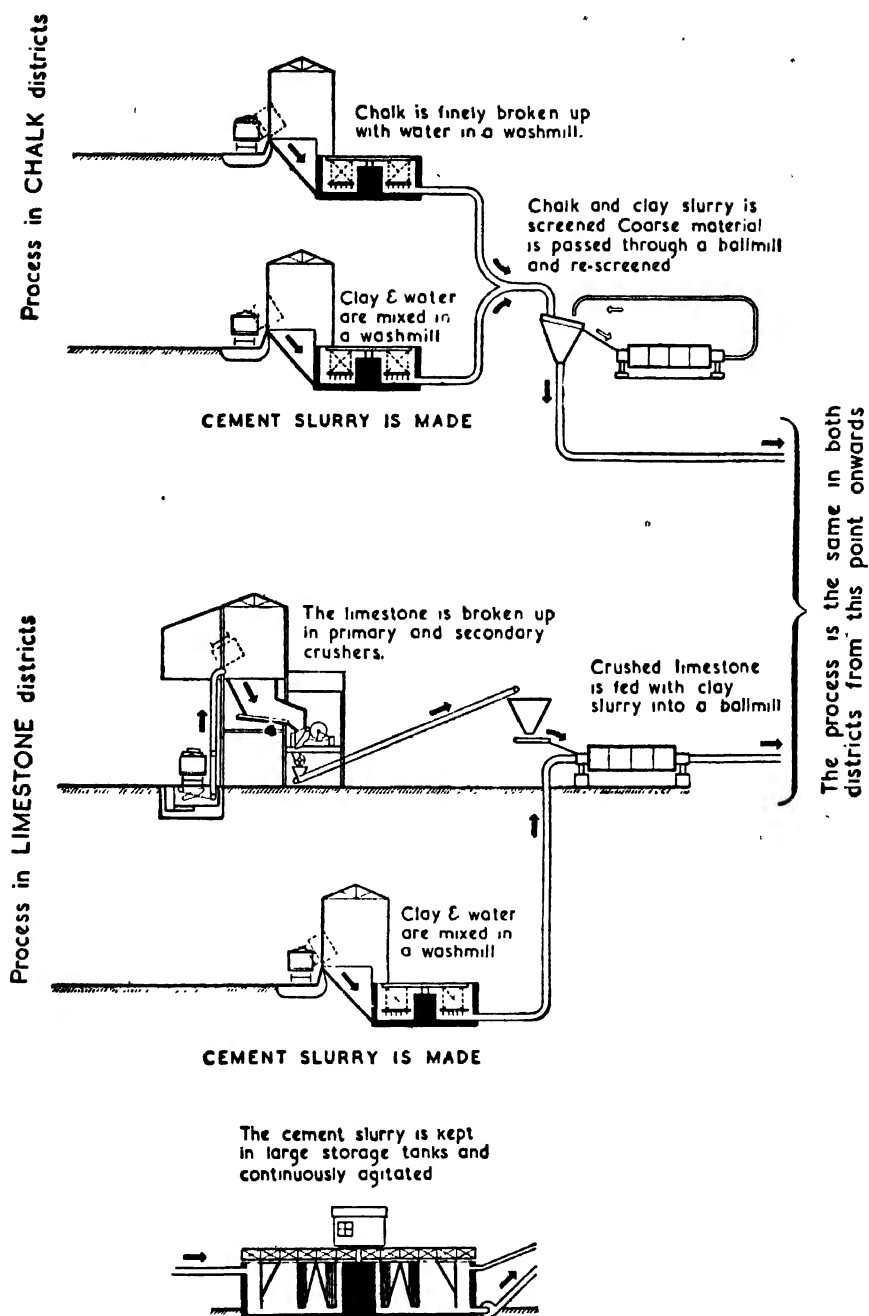 Process in CHALK districts
Chalk is finely broken up
with water in a washmill.
Chalk and clay slurry is
screened Coarse material
is passed through a ballmill
and re-screened
Clay & water
are mixed in
a washmill
CEMENT SLURRY IS MADE
The process is the same in both
districts from this point onwards
Process in LIMESTONE districts
The limestone is broken up
in primary and secondary
crushers.
Crushed limestone
is fed with clay
slurry into a ballmill
Clay & water
are mixed in
a washmill
CEMENT SLURRY IS MADE
The cement slurry is kept
in large storage tanks and
continuously agitated